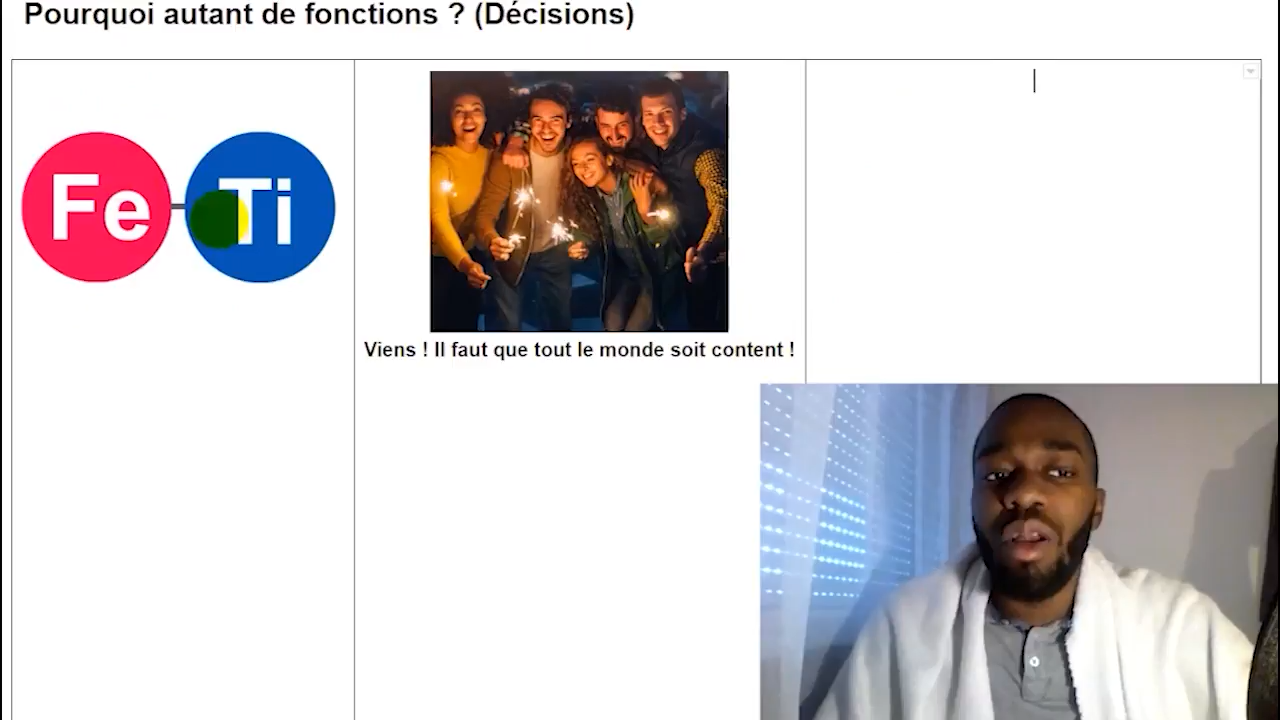 Pourquoi autant de fonctions ? (Décisions)
Fe
Ti
Viens ! Il faut que tout le monde soit content !